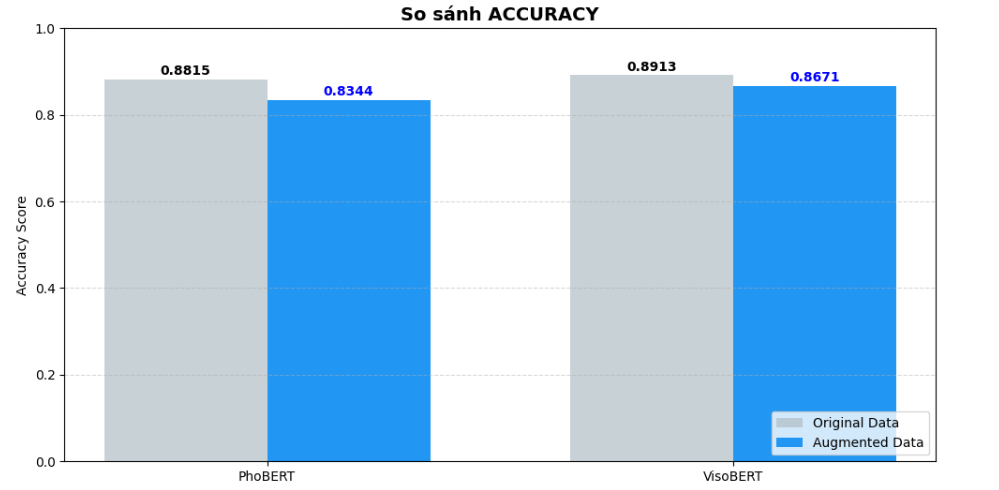 So sánh ACCURACY
Accuracy Score
1.0
0.8
0.6
0.4
0.2
0.0
0.8815
0.8344
0.8913
0.8671
PhoBERT
VisoBERT
Original Data
Augmented Data